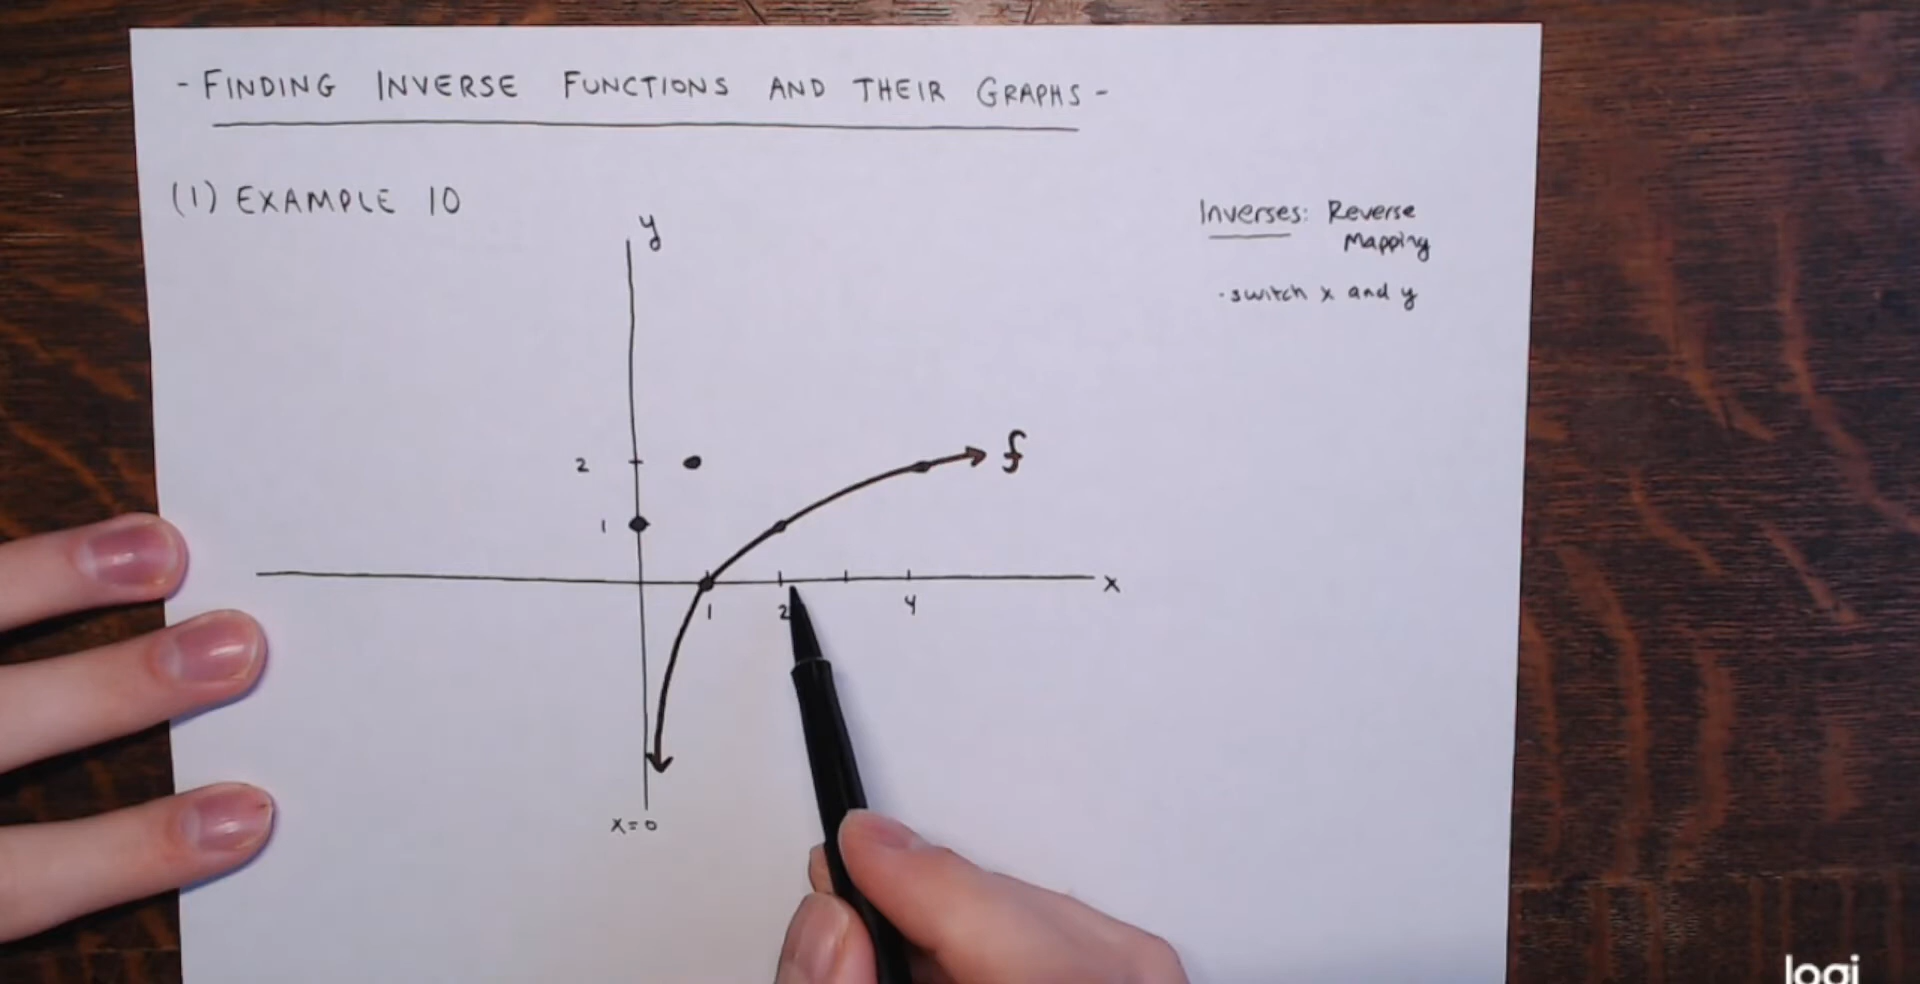 - FINDING INVERSE FUNCTIONS AND THEIR GRAPHS -
(1) EXAMPLE 10
Inverses: Reverse
Mapping
· switch x and y
y
2
1
f
x
1
2
4
x=0
logi